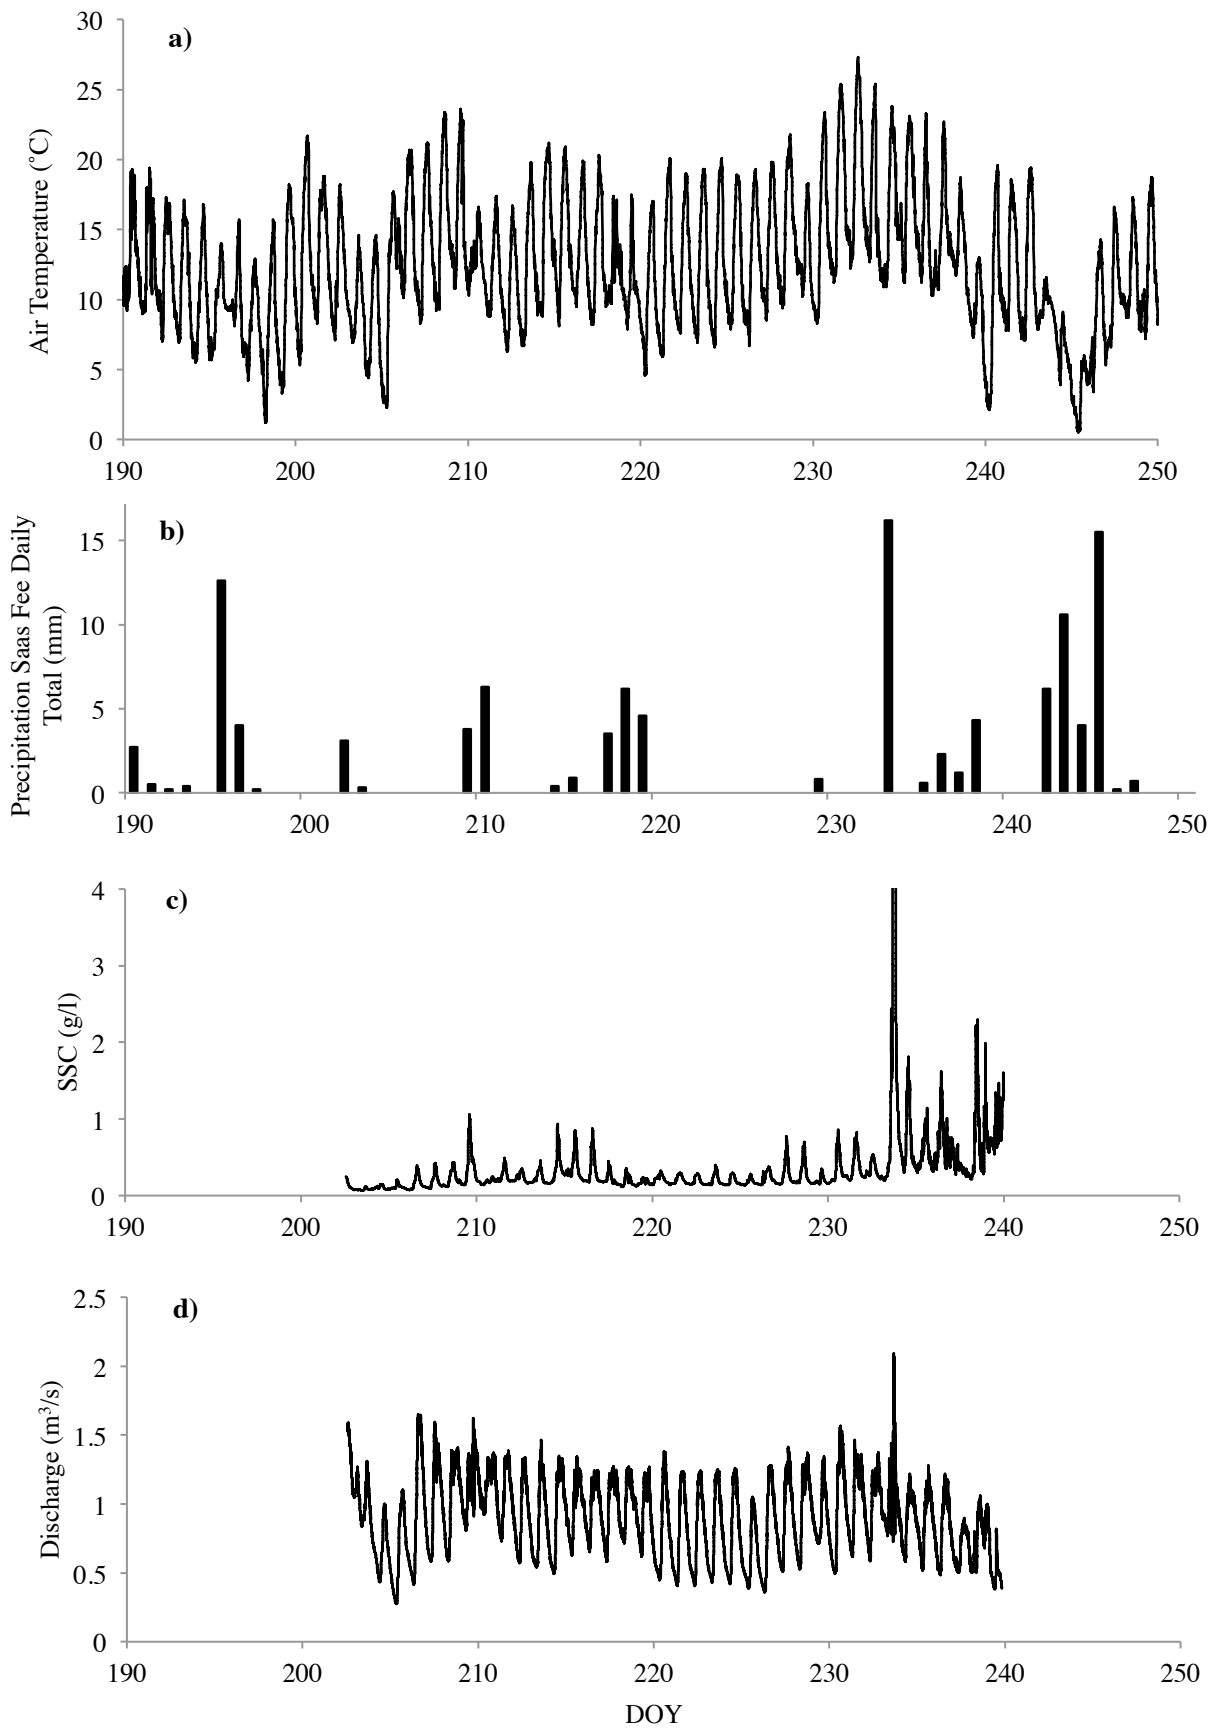 a)
30
25
20
15
10
5
0
Air Temperature (˚C)
190 200 210 220 230 240 250
b)
15
10
5
0
Precipitation Saas Fee Daily
Total (mm)
190 200 210 220 230 240 250
c)
4
3
2
1
0
SSC (g/l)
190 200 210 220 230 240 250
d)
2.5
2
1.5
1
0.5
0
Discharge (m³/s)
190 200 210 220 230 240 250
DOY